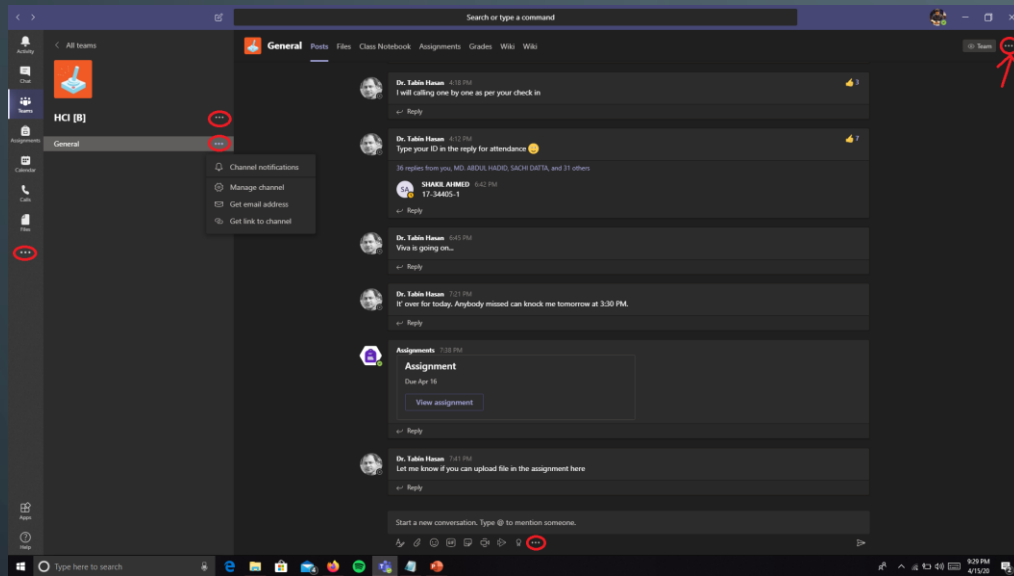 Search or type a command
Activity
Chat
Teams
Assignments
Calendar
Calls
Files
Apps
Help
All teams
HCI [B]
General
Channel notifications
Manage channel
Get email address
Get link to channel
General Posts Files Class Notebook Assignments Grades Wiki Wiki
Team
Dr. Tabin Hasan 4:18 PM
I will calling one by one as per your check in
3
Reply
Dr. Tabin Hasan 4:12 PM
Type your ID in the reply for attendance
7
36 replies from you, MD. ABDUL HADID, SACHI DATTA, and 31 others
SA
SHAKIL AHMED 6:42 PM
17-34405-1
Reply
Dr. Tabin Hasan 6:45 PM
Viva is going on...
Reply
Dr. Tabin Hasan 7:21 PM
It' over for today. Anybody missed can knock me tomorrow at 3:30 PM.
Reply
Assignments 7:38 PM
Assignment
Due Apr 16
View assignment
Reply
Dr. Tabin Hasan 7:41 PM
Let me know if you can upload file in the assignment here
Reply
Start a new conversation. Type @ to mention someone.
Type here to search
9:29 PM
4/15/20